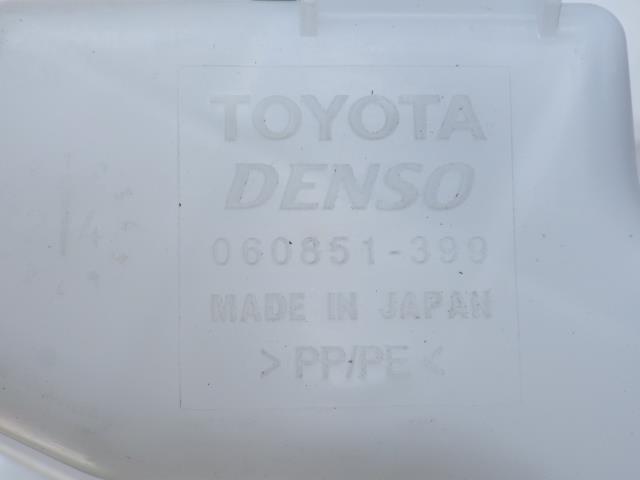 TOYOTA
DENSO
060851-399
MADE IN JAPAN
>PP/PE<